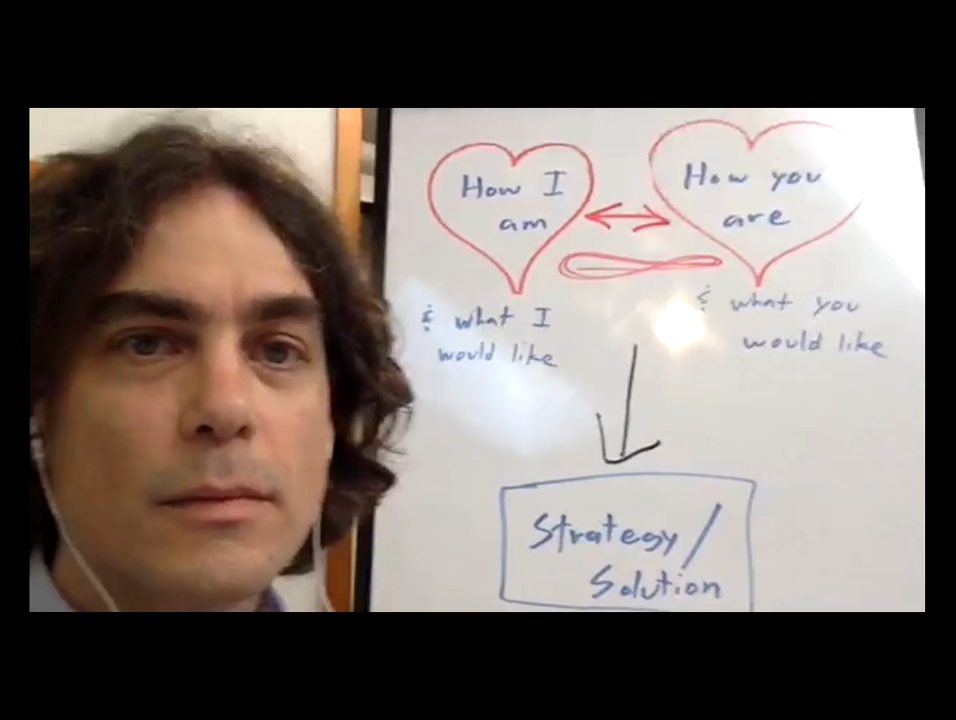 How I
am
How you
are
& what I
would like
& what you
would like
Strategy/
Solution